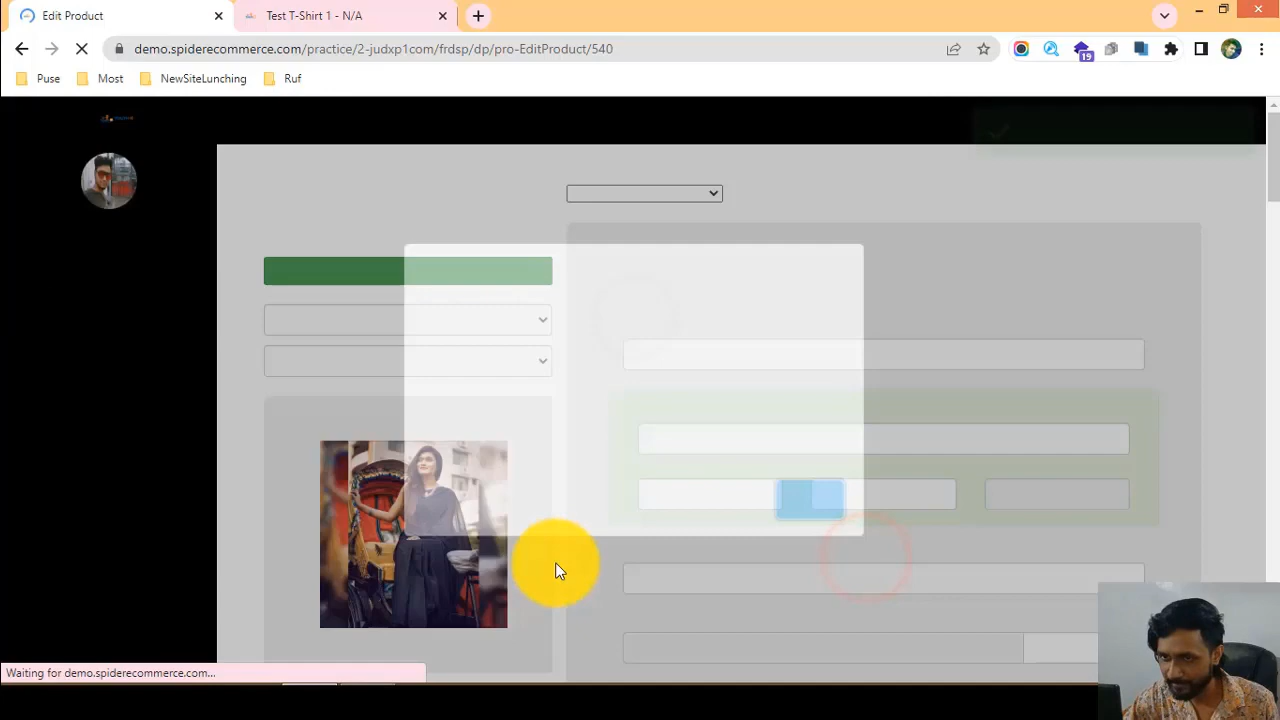 Edit Product
Test T-Shirt 1 - N/A
demo.spiderecommerce.com/practice/2-judxp1com/frdsp/dp/pro-EditProduct/540
19
Puse
Most
NewSiteLunching
Ruf
Waiting for demo.spiderecommerce.com...